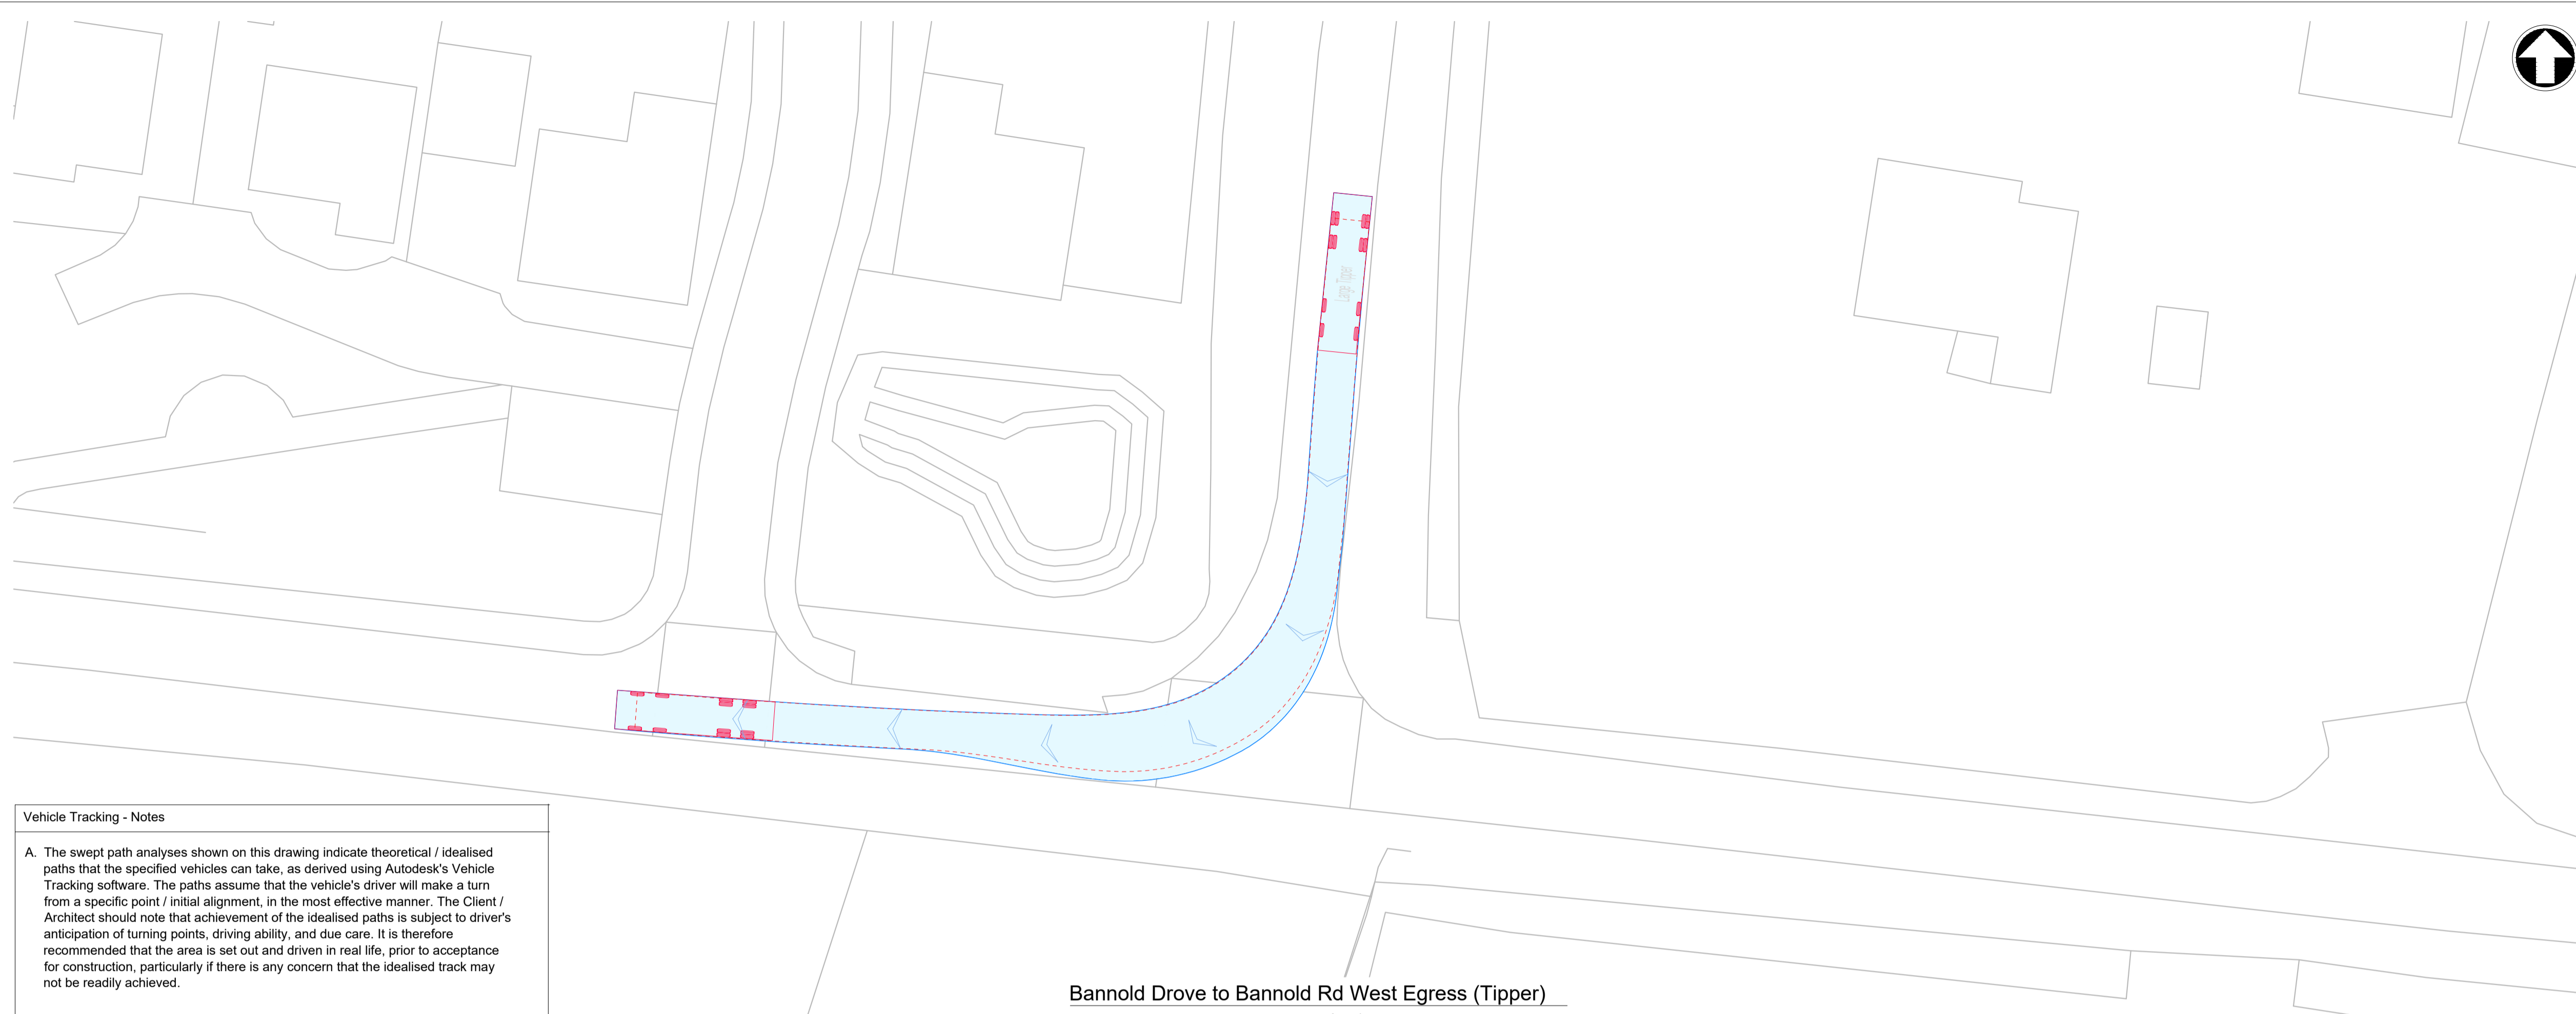 Large Tipper
Vehicle Tracking - Notes
A. The swept path analyses shown on this drawing indicate theoretical / idealised
paths that the specified vehicles can take, as derived using Autodesk's Vehicle
Tracking software. The paths assume that the vehicle's driver will make a turn
from a specific point / initial alignment, in the most effective manner. The Client /
Architect should note that achievement of the idealised paths is subject to driver's
anticipation of turning points, driving ability, and due care. It is therefore
recommended that the area is set out and driven in real life, prior to acceptance
for construction, particularly if there is any concern that the idealised track may
not be readily achieved.
Bannold Drove to Bannold Rd West Egress (Tipper)